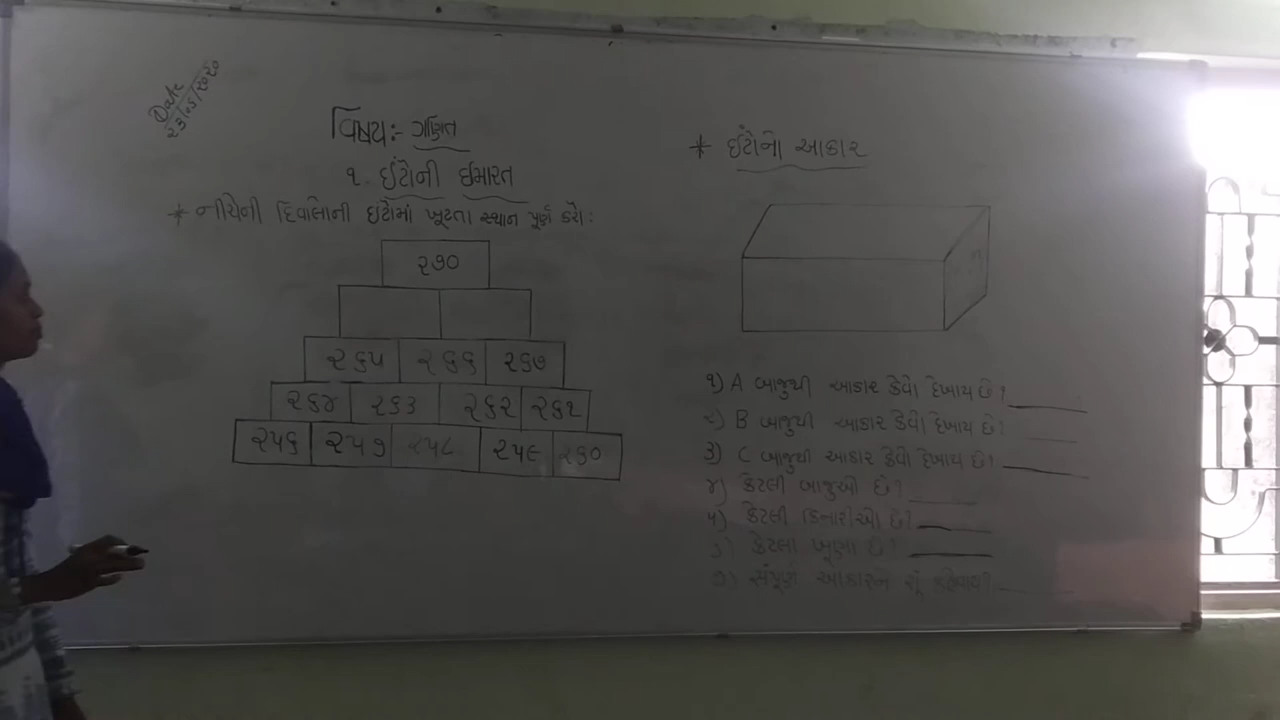 Date
૨૩/૦૬/૨૦૨૦
વિષય:- ગણિત
૧. ઈંટોની ઈમારત
* નીચેની દિવાલોની ઈંટોમાં ખૂટતા સ્થાન પૂર્ણ કરો:
૨૭૦
૨૬૫ ૨૬૬ ૨૬૭
૨૬૪ ૨૬૩ ૨૬૨ ૨૬૧
૨૫૬ ૨૫૭ ૨૫૮ ૨૫૯ ૨૬૦
* ઈંટોનો આકાર
૧) A બાજુથી આકાર કેવો દેખાય છે?
૨) B બાજુથી આકાર કેવો દેખાય છે?
૩) C બાજુથી આકાર કેવો દેખાય છે?
૪) કેટલી બાજુઓ છે?
૫) કેટલી કિનારીઓ છે?
૬) કેટલા ખૂણા છે?
૭) સંપૂર્ણ આકારને શું કહેવાય?